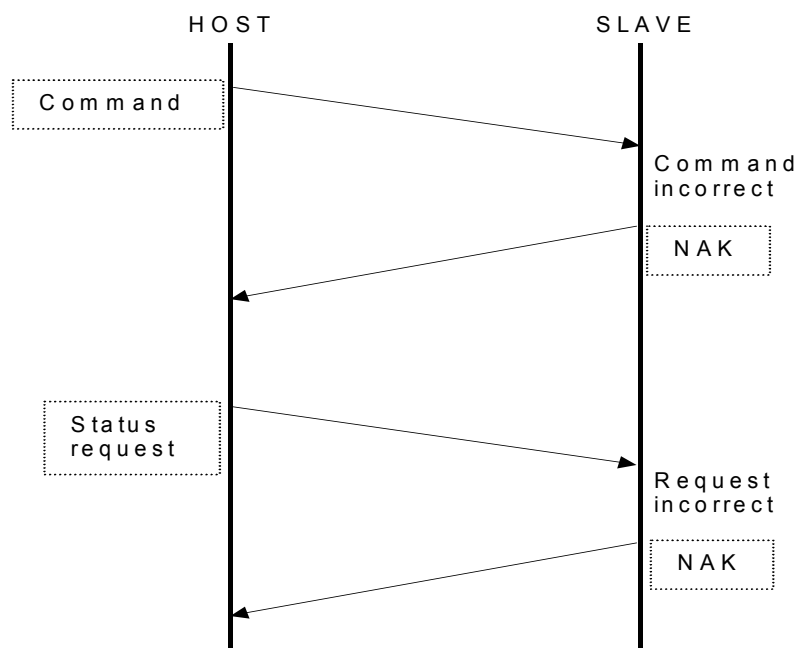 HOST
SLAVE
Command
Command
incorrect
NAK
Status
request
Request
incorrect
NAK